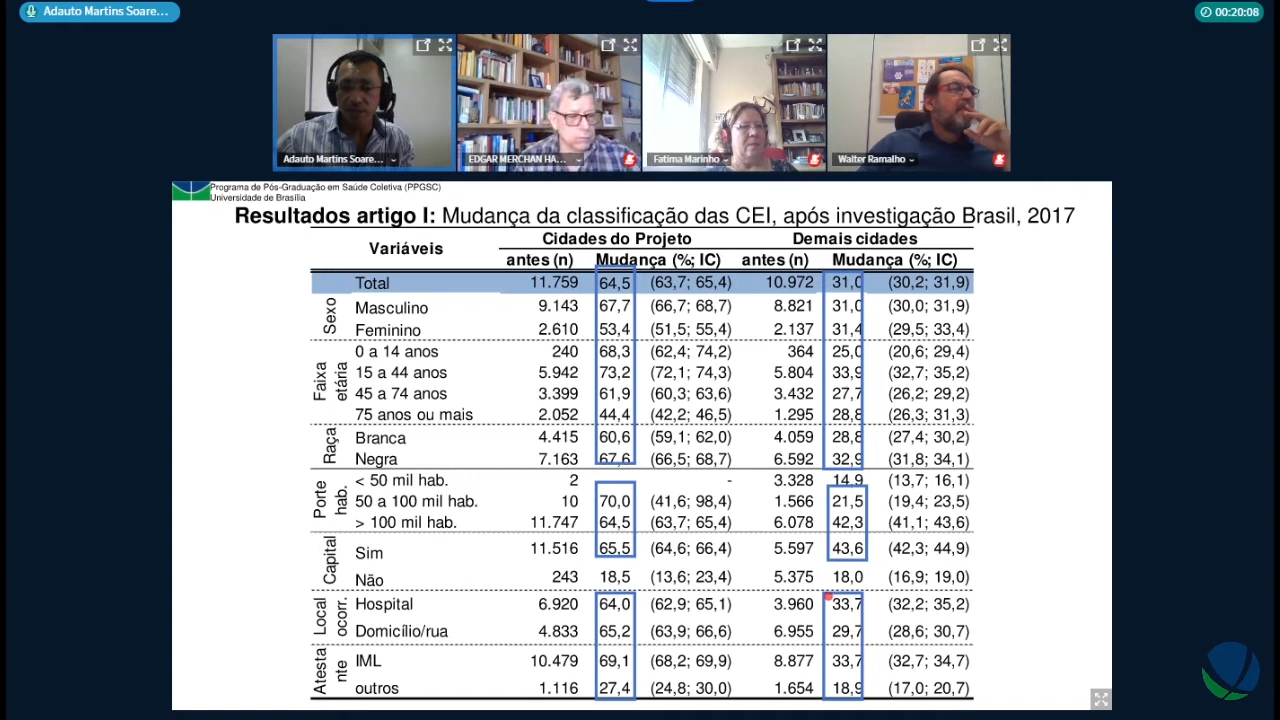 Adauto Martins Soare...
00:20:08
Adauto Martins Soare...
EDGAR MERCHAN HA...
Fatima Marinho
Walter Ramalho
Programa de Pós-Graduação em Saúde Coletiva (PPGSC)
Universidade de Brasília
Resultados artigo I: Mudança da classificação das CEI, após investigação Brasil, 2017
Variáveis Cidades do Projeto Demais cidades
antes (n) Mudança (%; IC) antes (n) Mudança (%; IC)
Total 11.759 64,5 (63,7; 65,4) 10.972 31,0 (30,2; 31,9)
Sexo
Masculino 9.143 67,7 (66,7; 68,7) 8.821 31,0 (30,0; 31,9)
Feminino 2.610 53,4 (51,5; 55,4) 2.137 31,4 (29,5; 33,4)
Faixa etária
0 a 14 anos 240 68,3 (62,4; 74,2) 364 25,0 (20,6; 29,4)
15 a 44 anos 5.942 73,2 (72,1; 74,3) 5.804 33,9 (32,7; 35,2)
45 a 74 anos 3.399 61,9 (60,3; 63,6) 3.432 27,7 (26,2; 29,2)
75 anos ou mais 2.052 44,4 (42,2; 46,5) 1.295 28,8 (26,3; 31,3)
Raça
Branca 4.415 60,6 (59,1; 62,0) 4.059 28,8 (27,4; 30,2)
Negra 7.163 67,6 (66,5; 68,7) 6.592 32,9 (31,8; 34,1)
Porte hab.
< 50 mil hab. 2 - 3.328 14,9 (13,7; 16,1)
50 a 100 mil hab. 10 70,0 (41,6; 98,4) 1.566 21,5 (19,4; 23,5)
> 100 mil hab. 11.747 64,5 (63,7; 65,4) 6.078 42,3 (41,1; 43,6)
Capital
Sim 11.516 65,5 (64,6; 66,4) 5.597 43,6 (42,3; 44,9)
Não 243 18,5 (13,6; 23,4) 5.375 18,0 (16,9; 19,0)
Local ocorr.
Hospital 6.920 64,0 (62,9; 65,1) 3.960 33,7 (32,2; 35,2)
Domicílio/rua 4.833 65,2 (63,9; 66,6) 6.955 29,7 (28,6; 30,7)
Atesta nte
IML 10.479 69,1 (68,2; 69,9) 8.877 33,7 (32,7; 34,7)
outros 1.116 27,4 (24,8; 30,0) 1.654 18,9 (17,0; 20,7)